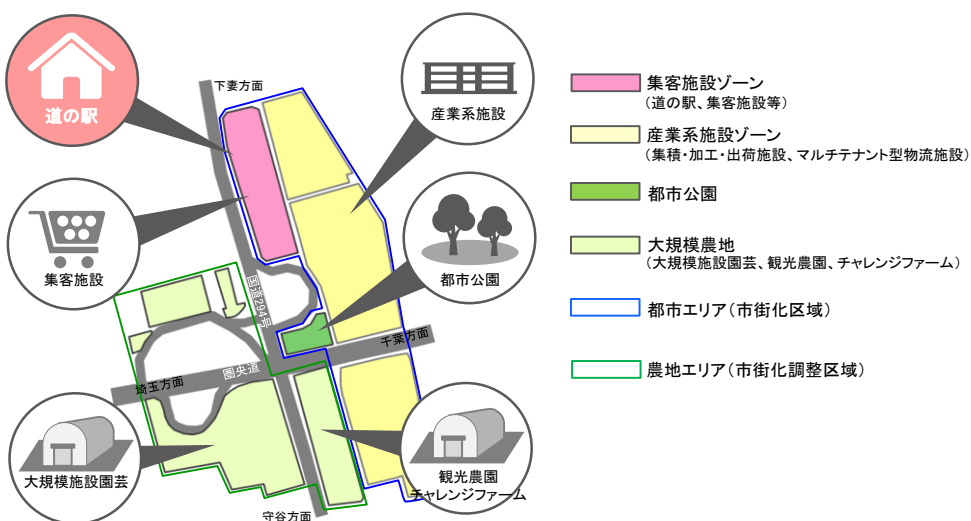 道の駅
下妻方面
産業系施設
集客施設
都市公園
国道294号
千葉方面
圏央道
埼玉方面
大規模施設園芸
観光農園
チャレンジファーム
守谷方面
集客施設ゾーン
(道の駅、集客施設等)
産業系施設ゾーン
(集積・加工・出荷施設、マルチテナント型物流施設)
都市公園
大規模農地
(大規模施設園芸、観光農園、チャレンジファーム)
都市エリア(市街化区域)
農地エリア(市街化調整区域)